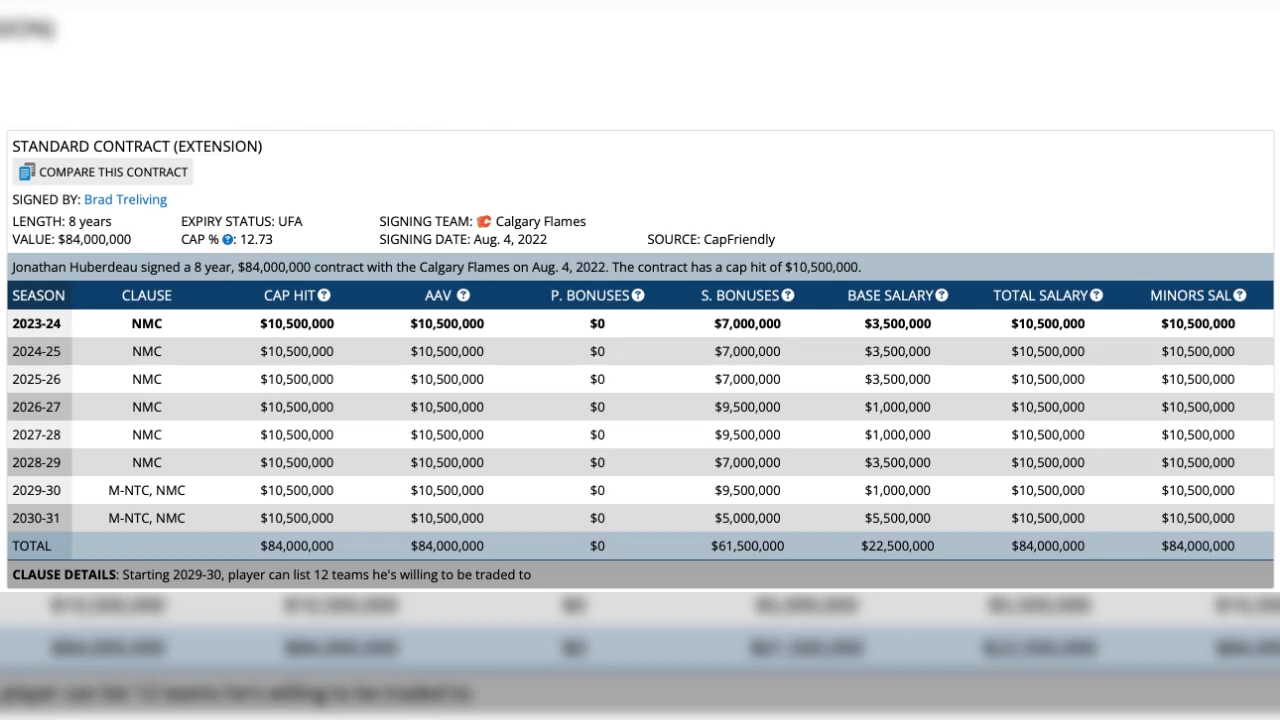 STANDARD CONTRACT (EXTENSION)
COMPARE THIS CONTRACT
SIGNED BY: Brad Treliving
LENGTH: 8 years EXPIRY STATUS: UFA SIGNING TEAM: Calgary Flames
VALUE: $84,000,000 CAP % ?: 12.73 SIGNING DATE: Aug. 4, 2022 SOURCE: CapFriendly
Jonathan Huberdeau signed a 8 year, $84,000,000 contract with the Calgary Flames on Aug. 4, 2022. The contract has a cap hit of $10,500,000.
SEASON CLAUSE CAP HIT ? AAV ? P. BONUSES ? S. BONUSES ? BASE SALARY ? TOTAL SALARY ? MINORS SAL ?
2023-24 NMC $10,500,000 $10,500,000 $0 $7,000,000 $3,500,000 $10,500,000 $10,500,000
2024-25 NMC $10,500,000 $10,500,000 $0 $7,000,000 $3,500,000 $10,500,000 $10,500,000
2025-26 NMC $10,500,000 $10,500,000 $0 $7,000,000 $3,500,000 $10,500,000 $10,500,000
2026-27 NMC $10,500,000 $10,500,000 $0 $9,500,000 $1,000,000 $10,500,000 $10,500,000
2027-28 NMC $10,500,000 $10,500,000 $0 $9,500,000 $1,000,000 $10,500,000 $10,500,000
2028-29 NMC $10,500,000 $10,500,000 $0 $7,000,000 $3,500,000 $10,500,000 $10,500,000
2029-30 M-NTC, NMC $10,500,000 $10,500,000 $0 $9,500,000 $1,000,000 $10,500,000 $10,500,000
2030-31 M-NTC, NMC $10,500,000 $10,500,000 $0 $5,000,000 $5,500,000 $10,500,000 $10,500,000
TOTAL $84,000,000 $84,000,000 $0 $61,500,000 $22,500,000 $84,000,000 $84,000,000
CLAUSE DETAILS: Starting 2029-30, player can list 12 teams he's willing to be traded to